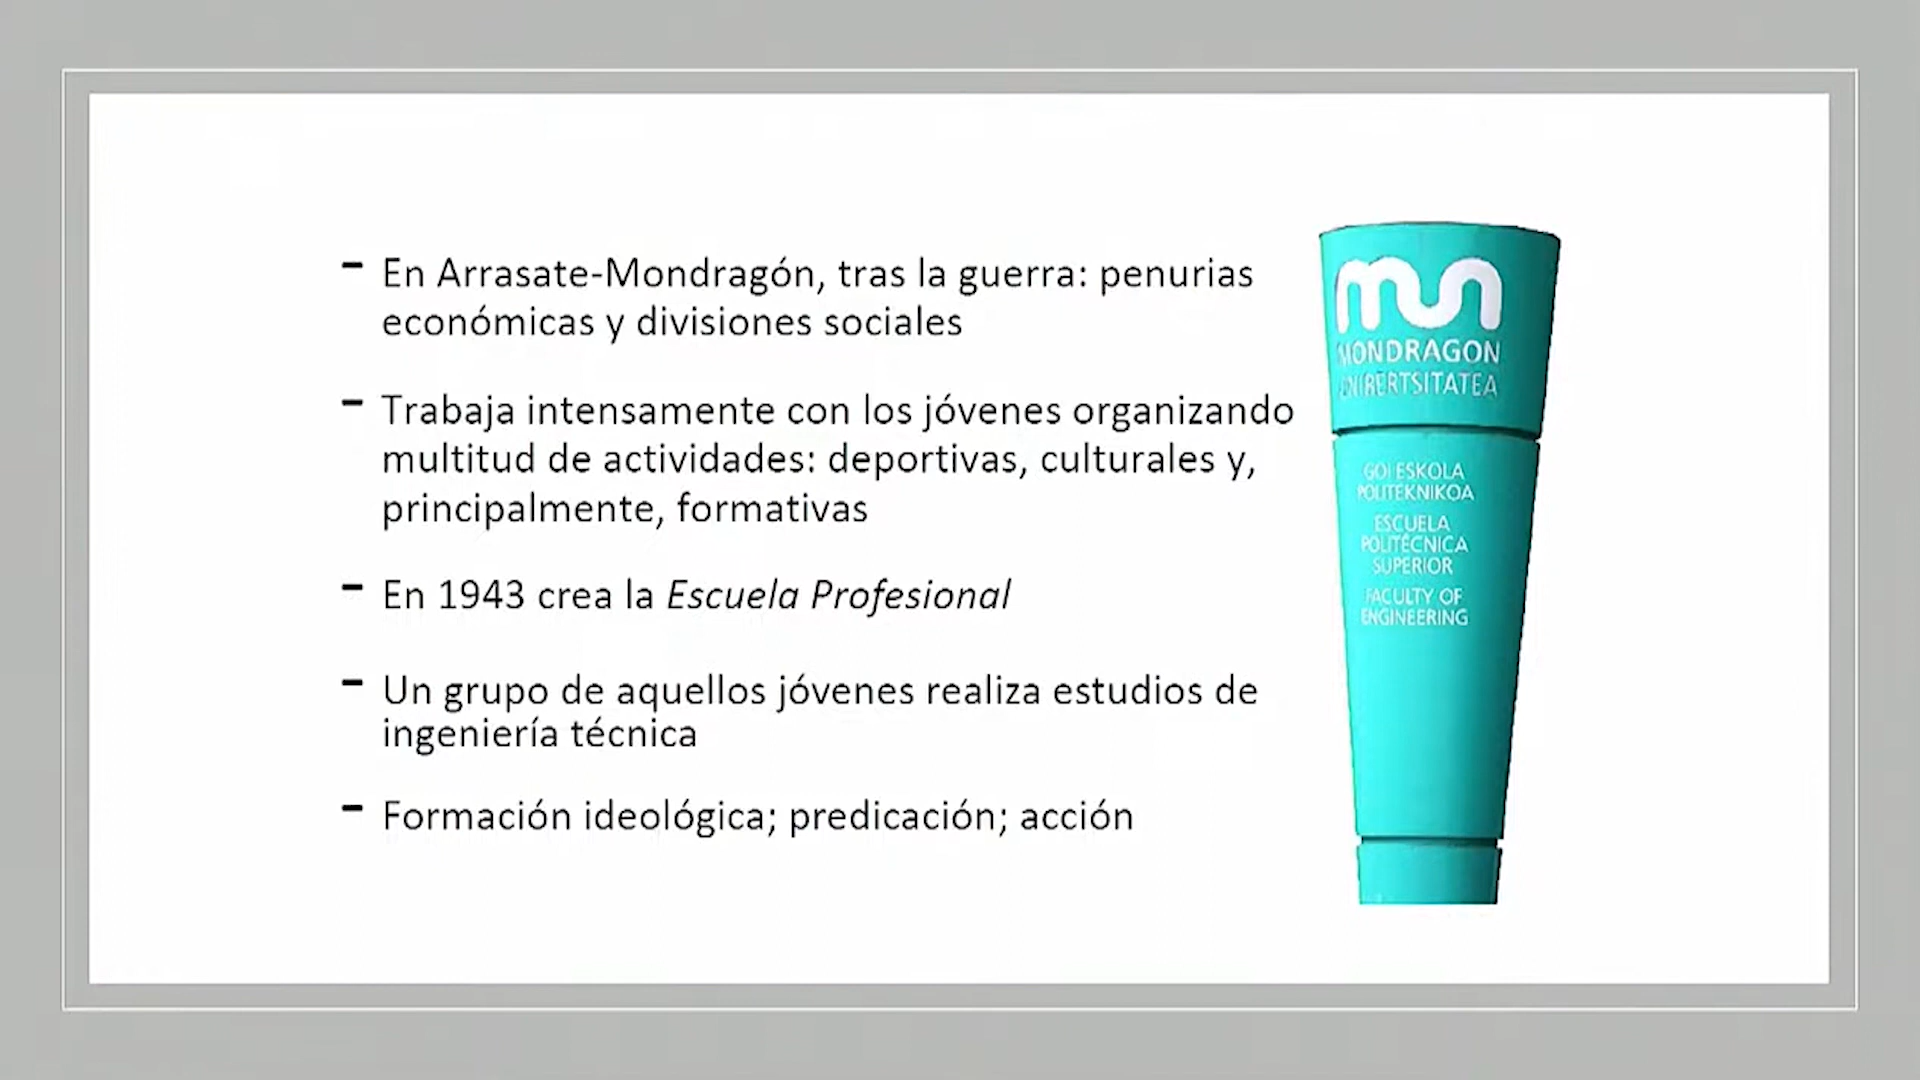 - En Arrasate-Mondragón, tras la guerra: penurias
económicas y divisiones sociales
- Trabaja intensamente con los jóvenes organizando
multitud de actividades: deportivas, culturales y,
principalmente, formativas
- En 1943 crea la Escuela Profesional
- Un grupo de aquellos jóvenes realiza estudios de
ingeniería técnica
- Formación ideológica; predicación; acción
mun
MONDRAGON
UNIBERTSITATEA
GOI ESKOLA
POLITEKNIKOA
ESCUELA
POLITÉCNICA
SUPERIOR
FACULTY OF
ENGINEERING